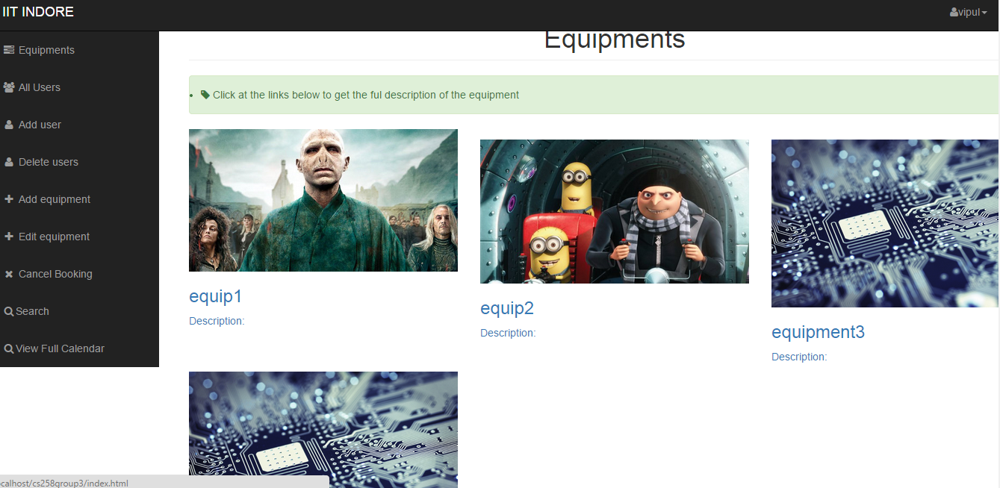 IIT INDORE
vipul
Equipments
All Users
Add user
Delete users
Add equipment
Edit equipment
Cancel Booking
Search
View Full Calendar
Equipments
Click at the links below to get the ful description of the equipment
equip1
Description:
equip2
Description:
equipment3
Description:
calhost/cs258group3/index.html